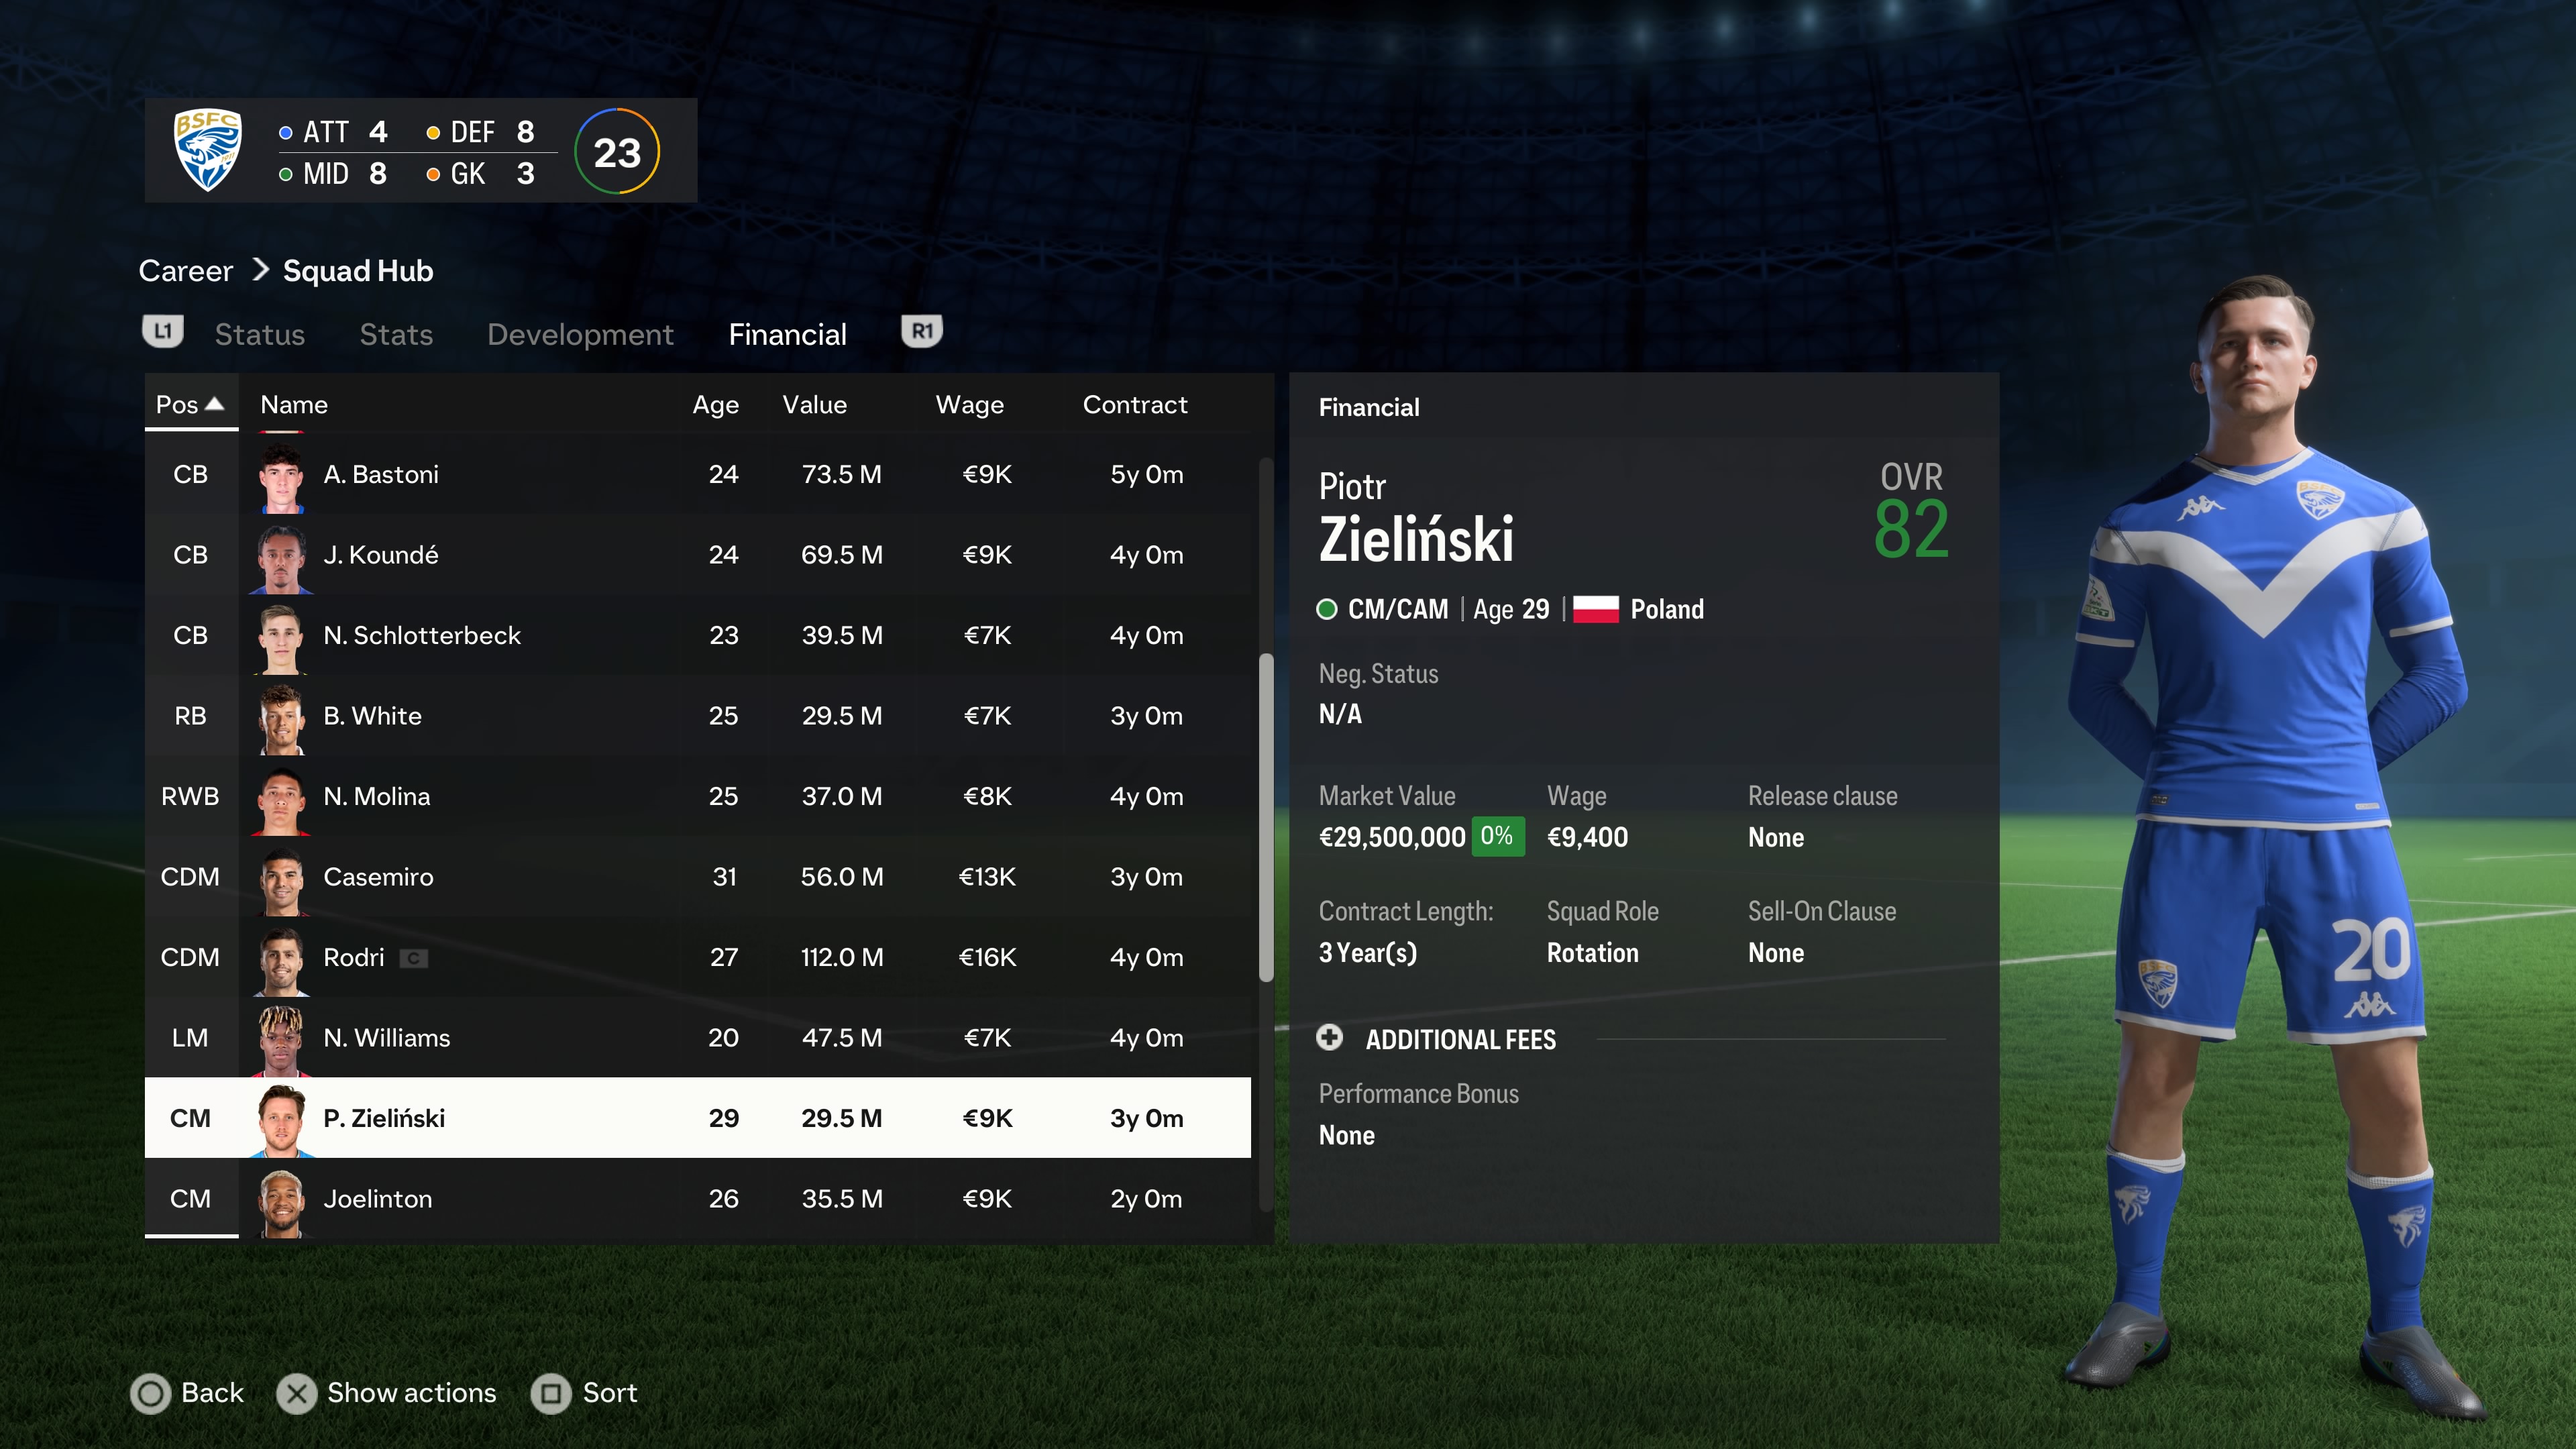 BSFC
ATT 4 DEF 8
MID 8 GK 3
23
Career > Squad Hub
L1 Status Stats Development Financial R1
Pos Name Age Value Wage Contract
CB A. Bastoni 24 73.5 M €9K 5y 0m
CB J. Koundé 24 69.5 M €9K 4y 0m
CB N. Schlotterbeck 23 39.5 M €7K 4y 0m
RB B. White 25 29.5 M €7K 3y 0m
RWB N. Molina 25 37.0 M €8K 4y 0m
CDM Casemiro 31 56.0 M €13K 3y 0m
CDM Rodri C 27 112.0 M €16K 4y 0m
LM N. Williams 20 47.5 M €7K 4y 0m
CM P. Zieliński 29 29.5 M €9K 3y 0m
CM Joelinton 26 35.5 M €9K 2y 0m
Financial
Piotr
Zieliński
OVR
82
CM/CAM | Age 29 | Poland
Neg. Status
N/A
Market Value Wage Release clause
€29,500,000 0% €9,400 None
Contract Length: Squad Role Sell-On Clause
3 Year(s) Rotation None
ADDITIONAL FEES
Performance Bonus
None
BSFC
20
Back Show actions Sort